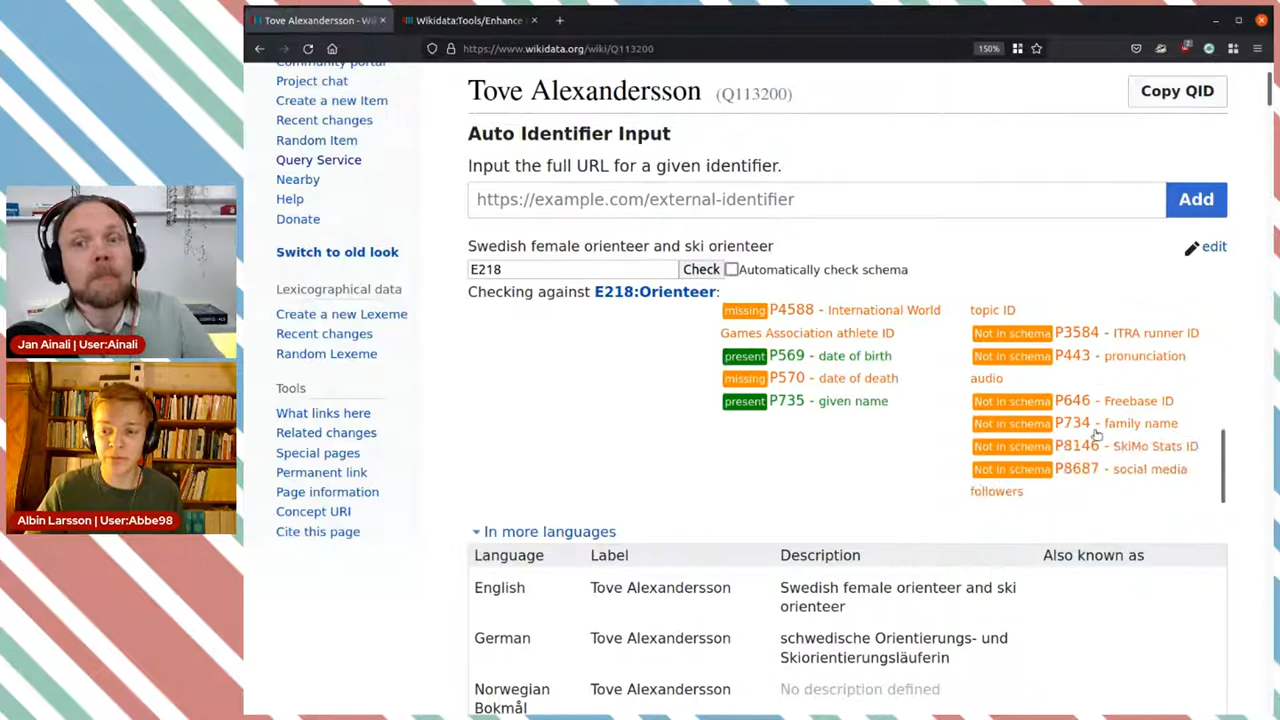 Tove Alexandersson - Wi
Wikidata:Tools/Enhance
https://www.wikidata.org/wiki/Q113200
150%
Community portal
Project chat
Create a new Item
Recent changes
Random Item
Query Service
Nearby
Help
Donate
Switch to old look
Lexicographical data
Create a new Lexeme
Recent changes
Random Lexeme
Tools
What links here
Related changes
Special pages
Permanent link
Page information
Concept URI
Cite this page
Tove Alexandersson (Q113200)
Copy QID
Auto Identifier Input
Input the full URL for a given identifier.
https://example.com/external-identifier
Add
Swedish female orienteer and ski orienteer
edit
E218
Check
Automatically check schema
Checking against E218:Orienteer:
missing P4588 - International World
Games Association athlete ID
present P569 - date of birth
missing P570 - date of death
present P735 - given name
topic ID
Not in schema P3584 - ITRA runner ID
Not in schema P443 - pronunciation
audio
Not in schema P646 - Freebase ID
Not in schema P734 - family name
Not in schema P8146 - SkiMo Stats ID
Not in schema P8687 - social media
followers
In more languages
Language Label Description Also known as
English Tove Alexandersson Swedish female orienteer and ski
orienteer
German Tove Alexandersson schwedische Orientierungs- und
Skiorientierungsläuferin
Norwegian Tove Alexandersson No description defined
Bokmål
Jan Ainali | User:Ainali
Albin Larsson | User:Abbe98